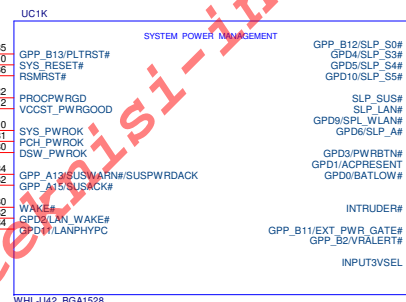 UC1K
SYSTEM POWER MANAGEMENT
GPP_B13/PLTRST#
SYS_RESET#
RSMRST#
PROCPWRGD
VCCST_PWRGOOD
SYS_PWROK
PCH_PWROK
DSW_PWROK
GPP_A13/SUSWARN#/SUSPWRDACK
GPP_A15/SUSACK#
WAKE#
GPD2/LAN_WAKE#
GPD11/LANPHYPC
GPP_B12/SLP_S0#
GPD4/SLP_S3#
GPD5/SLP_S4#
GPD10/SLP_S5#
SLP_SUS#
SLP_LAN#
GPD9/SPL_WLAN#
GPD6/SLP_A#
GPD3/PWRBTN#
GPD1/ACPRESENT
GPD0/BATLOW#
INTRUDER#
GPP_B11/EXT_PWR_GATE#
GPP_B2/VRALERT#
INPUT3VSEL
WHL-U42_BGA1528